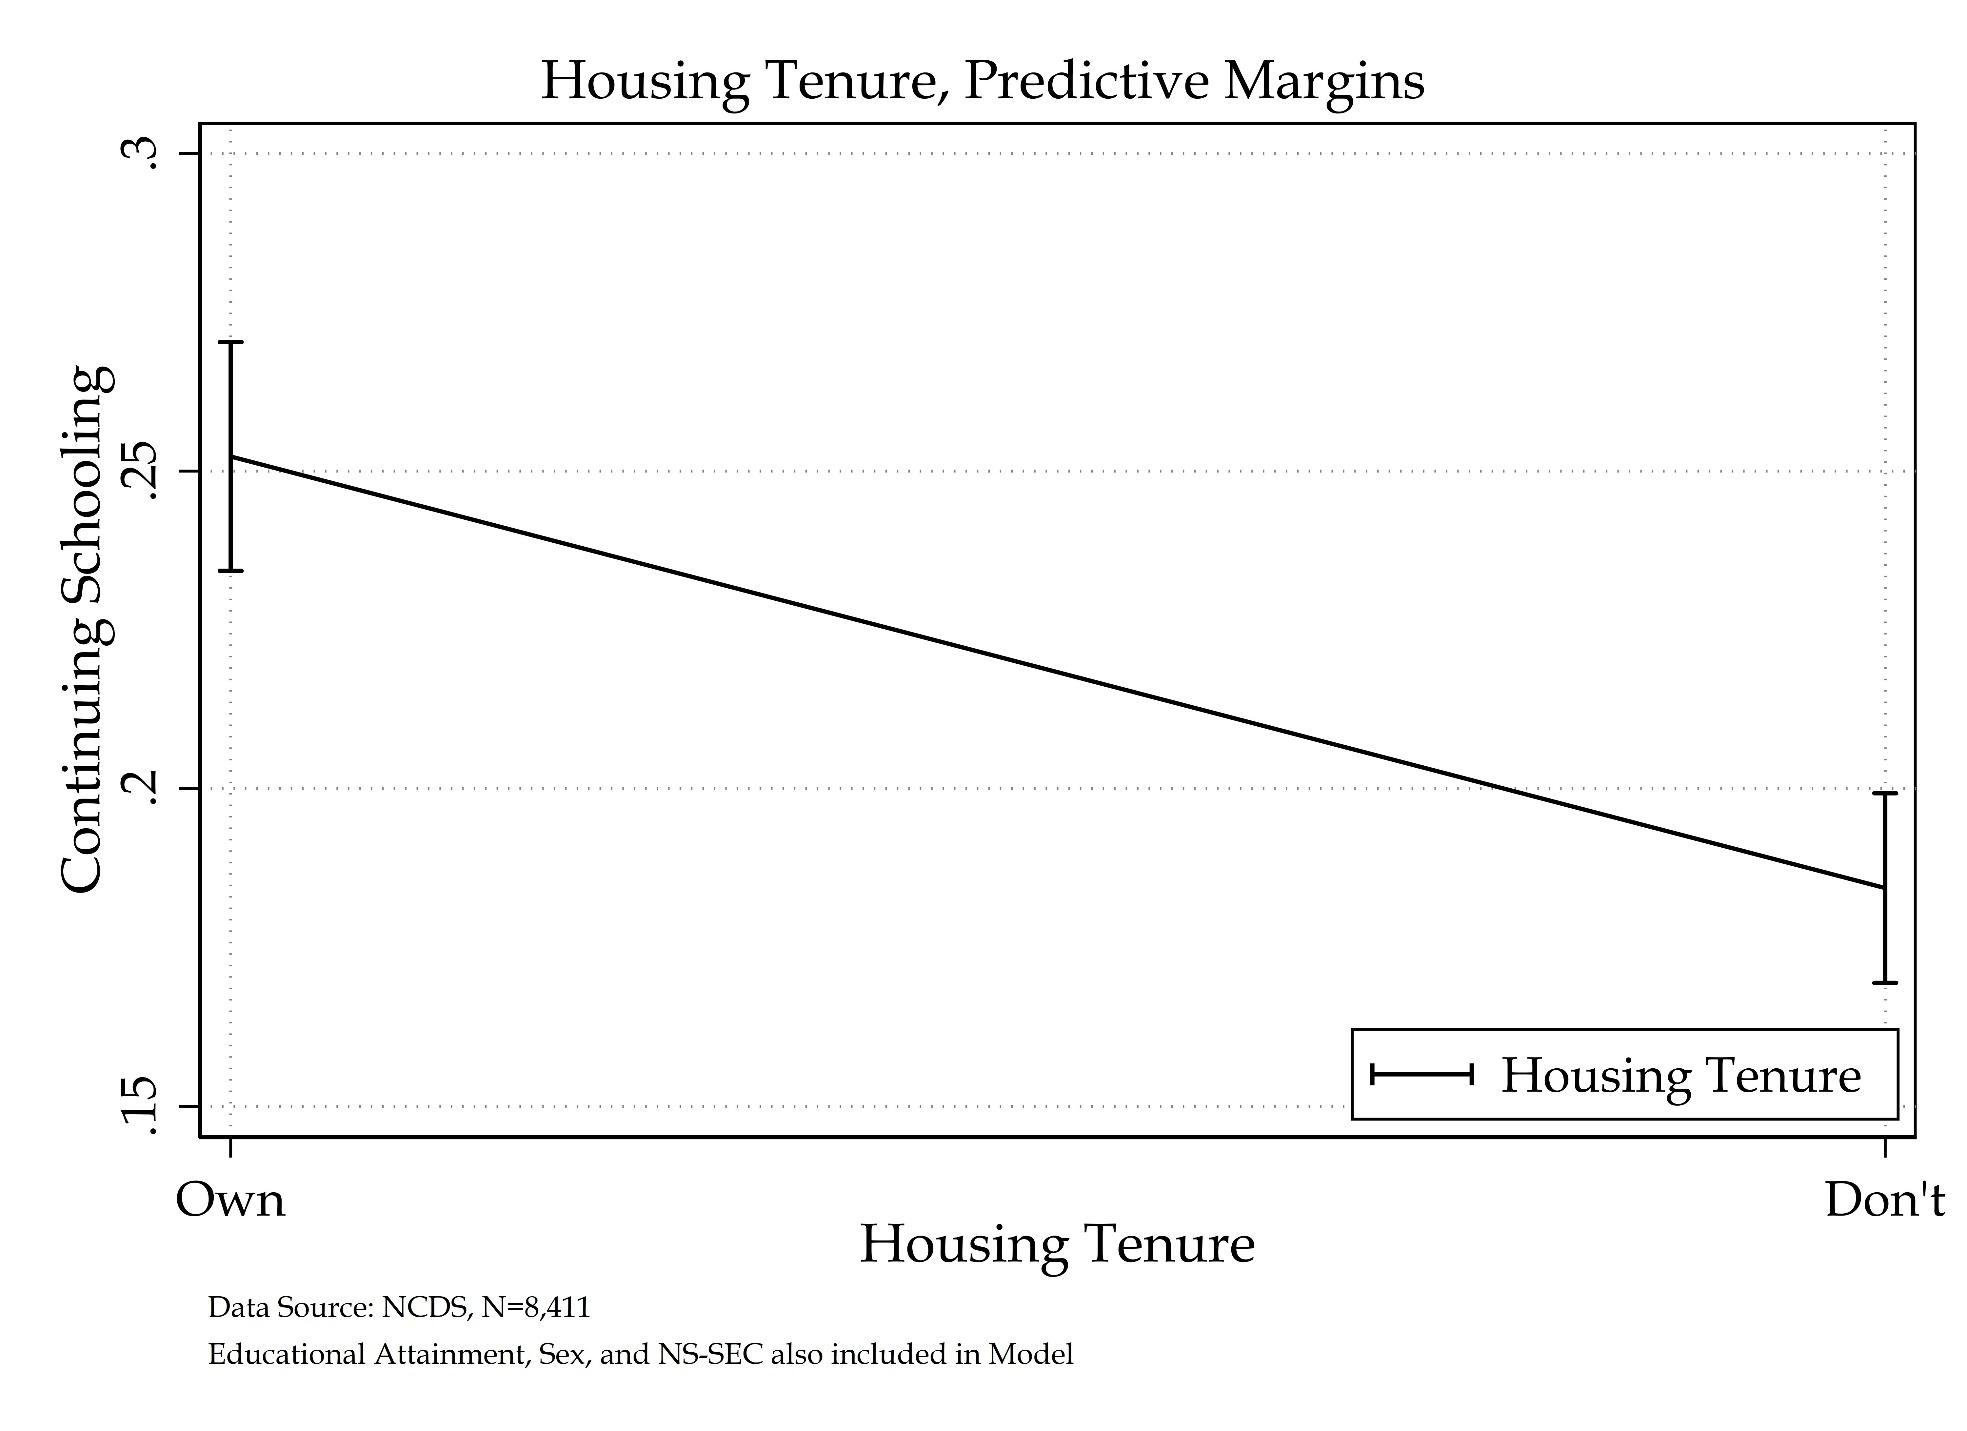 Housing Tenure, Predictive Margins
Continuing Schooling
.3
.25
.2
.15
Housing Tenure
Own
Don't
Housing Tenure
Data Source: NCDS, N=8,411
Educational Attainment, Sex, and NS-SEC also included in Model